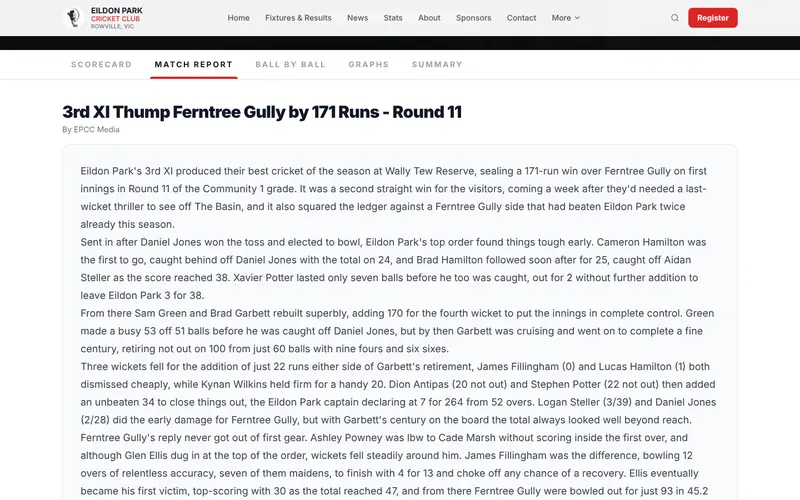 EILDON PARK
CRICKET CLUB
ROWVILLE, VIC
Home
Fixtures & Results
News
Stats
About
Sponsors
Contact
More
Register
SCORECARD
MATCH REPORT
BALL BY BALL
GRAPHS
SUMMARY
3rd XI Thump Ferntree Gully by 171 Runs - Round 11
By EPCC Media
Eildon Park's 3rd XI produced their best cricket of the season at Wally Tew Reserve, sealing a 171-run win over Ferntree Gully on first
innings in Round 11 of the Community 1 grade. It was a second straight win for the visitors, coming a week after they'd needed a last-
wicket thriller to see off The Basin, and it also squared the ledger against a Ferntree Gully side that had beaten Eildon Park twice
already this season.
Sent in after Daniel Jones won the toss and elected to bowl, Eildon Park's top order found things tough early. Cameron Hamilton was
the first to go, caught behind off Daniel Jones with the total on 24, and Brad Hamilton followed soon after for 25, caught off Aidan
Steller as the score reached 38. Xavier Potter lasted only seven balls before he too was caught, out for 2 without further addition to
leave Eildon Park 3 for 38.
From there Sam Green and Brad Garbett rebuilt superbly, adding 170 for the fourth wicket to put the innings in complete control. Green
made a busy 53 off 51 balls before he was caught off Daniel Jones, but by then Garbett was cruising and went on to complete a fine
century, retiring not out on 100 from just 60 balls with nine fours and six sixes.
Three wickets fell for the addition of just 22 runs either side of Garbett's retirement, James Fillingham (0) and Lucas Hamilton (1) both
dismissed cheaply, while Kynan Wilkins held firm for a handy 20. Dion Antipas (20 not out) and Stephen Potter (22 not out) then added
an unbeaten 34 to close things out, the Eildon Park captain declaring at 7 for 264 from 52 overs. Logan Steller (3/39) and Daniel Jones
(2/28) did the early damage for Ferntree Gully, but with Garbett's century on the board the total always looked well beyond reach.
Ferntree Gully's reply never got out of first gear. Ashley Powney was lbw to Cade Marsh without scoring inside the first over, and
although Glen Ellis dug in at the top of the order, wickets fell steadily around him. James Fillingham was the difference, bowling 12
overs of relentless accuracy, seven of them maidens, to finish with 4 for 13 and choke off any chance of a recovery. Ellis eventually
became his first victim, top-scoring with 30 as the total reached 47, and from there Ferntree Gully were bowled out for just 93 in 45.2